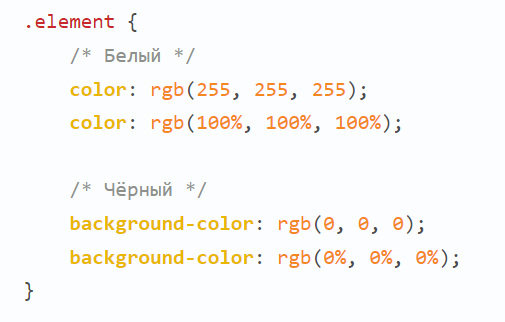 .element {
    /* Белый */
    color: rgb(255, 255, 255);
    color: rgb(100%, 100%, 100%);
    /* Чёрный */
    background-color: rgb(0, 0, 0);
    background-color: rgb(0%, 0%, 0%);
}